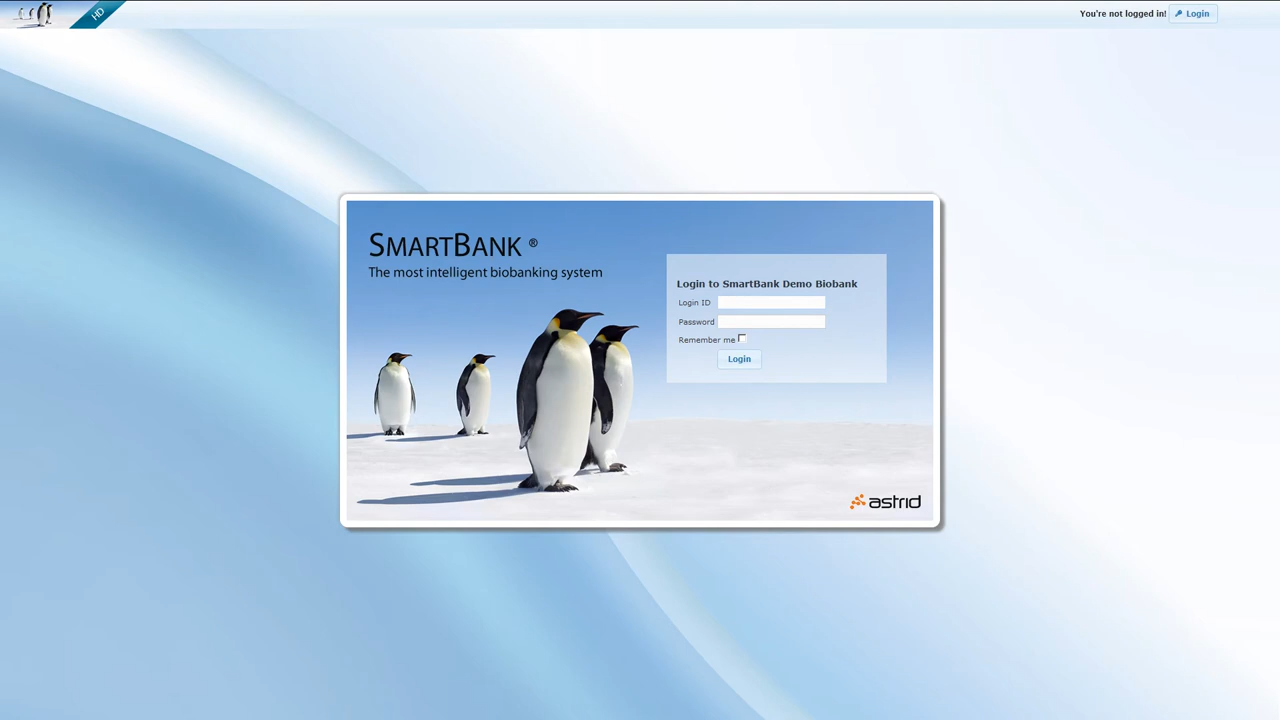 HD
You're not logged in! Login
SMARTBANK ®
The most intelligent biobanking system
Login to SmartBank Demo Biobank
Login ID
Password
Remember me
Login
astrid